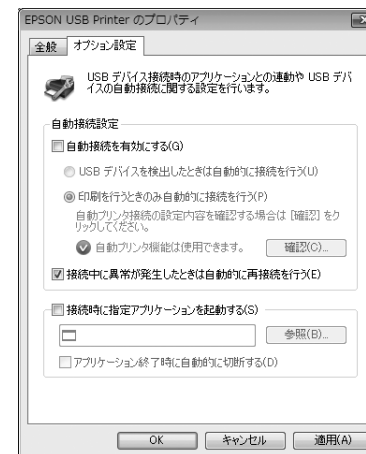 EPSON USB Printer のプロパティ
全般 オプション設定
USB デバイス接続時のアプリケーションとの連動や USB デバ
イスの自動接続に関する設定を行います。
自動接続設定
自動接続を有効にする(G)
USB デバイスを検出したときは自動的に接続を行う(U)
印刷を行うときのみ自動的に接続を行う(P)
自動プリンタ接続の設定内容を確認する場合は [確認] をク
リックしてください。
自動プリンタ機能は使用できます。 確認(C)...
接続中に異常が発生したときは自動的に再接続を行う(E)
接続時に指定アプリケーションを起動する(S)
参照(B)...
アプリケーション終了時に自動的に切断する(D)
OK キャンセル 適用(A)